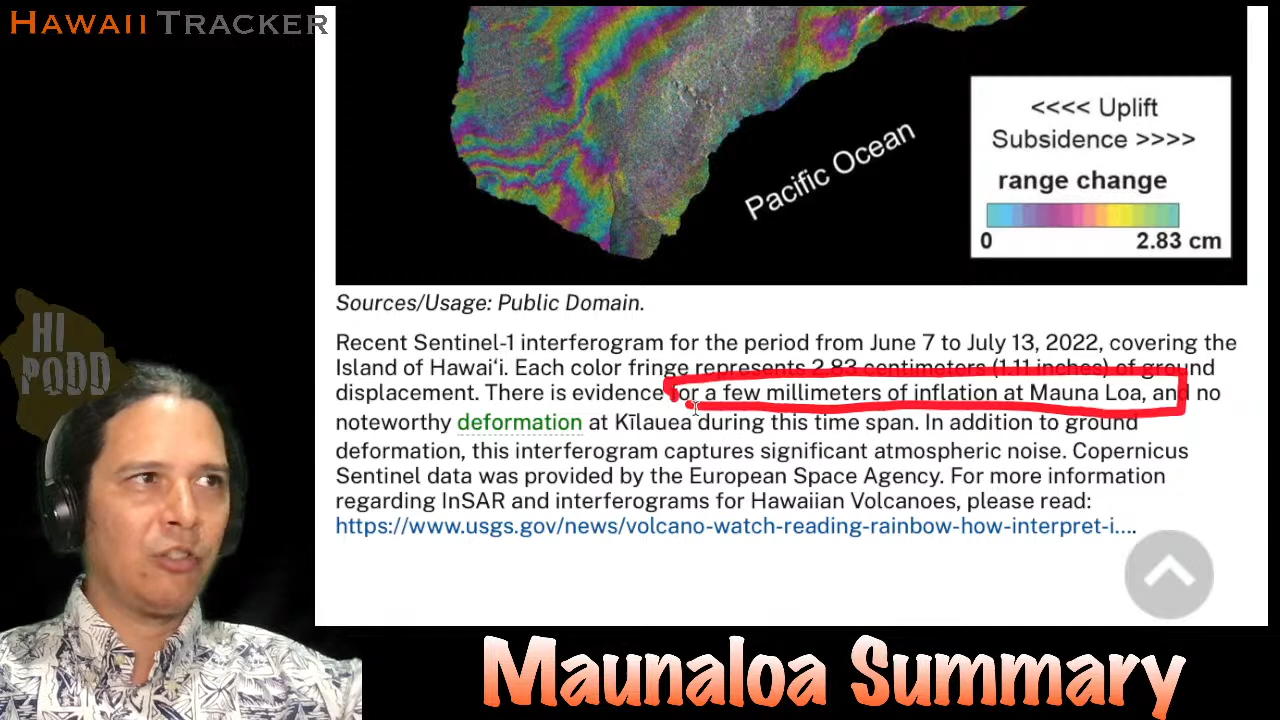 HAWAII TRACKER
<<<< Uplift
Subsidence >>>>
range change
0 2.83 cm
Pacific Ocean
Sources/Usage: Public Domain.
Recent Sentinel-1 interferogram for the period from June 7 to July 13, 2022, covering the
Island of Hawai‘i. Each color fringe represents 2.83 centimeters (1.11 inches) of ground
displacement. There is evidence for a few millimeters of inflation at Mauna Loa, and no
noteworthy deformation at Kīlauea during this time span. In addition to ground
deformation, this interferogram captures significant atmospheric noise. Copernicus
Sentinel data was provided by the European Space Agency. For more information
regarding InSAR and interferograms for Hawaiian Volcanoes, please read:
https://www.usgs.gov/news/volcano-watch-reading-rainbow-how-interpret-i....
HI
PODD
Maunaloa Summary